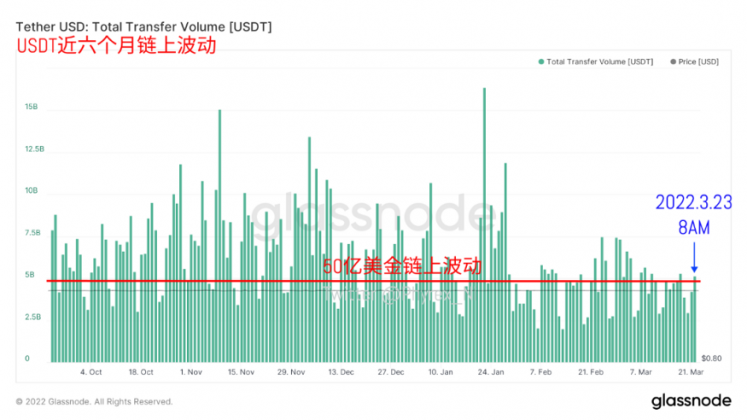 Tether USD: Total Transfer Volume [USDT]
USDT近六个月链上波动
Total Transfer Volume [USDT] Price [USD]
15B
12.5B
10B
7.5B
5B
2.5B
0
$0.80
glassnode
2022.3.23
8AM
50亿美金链上波动
4. Oct 18. Oct 1. Nov 15. Nov 29. Nov 13. Dec 27. Dec 10. Jan 24. Jan 7. Feb 21. Feb 7. Mar 21. Mar
© 2022 Glassnode. All Rights Reserved.
glassnode